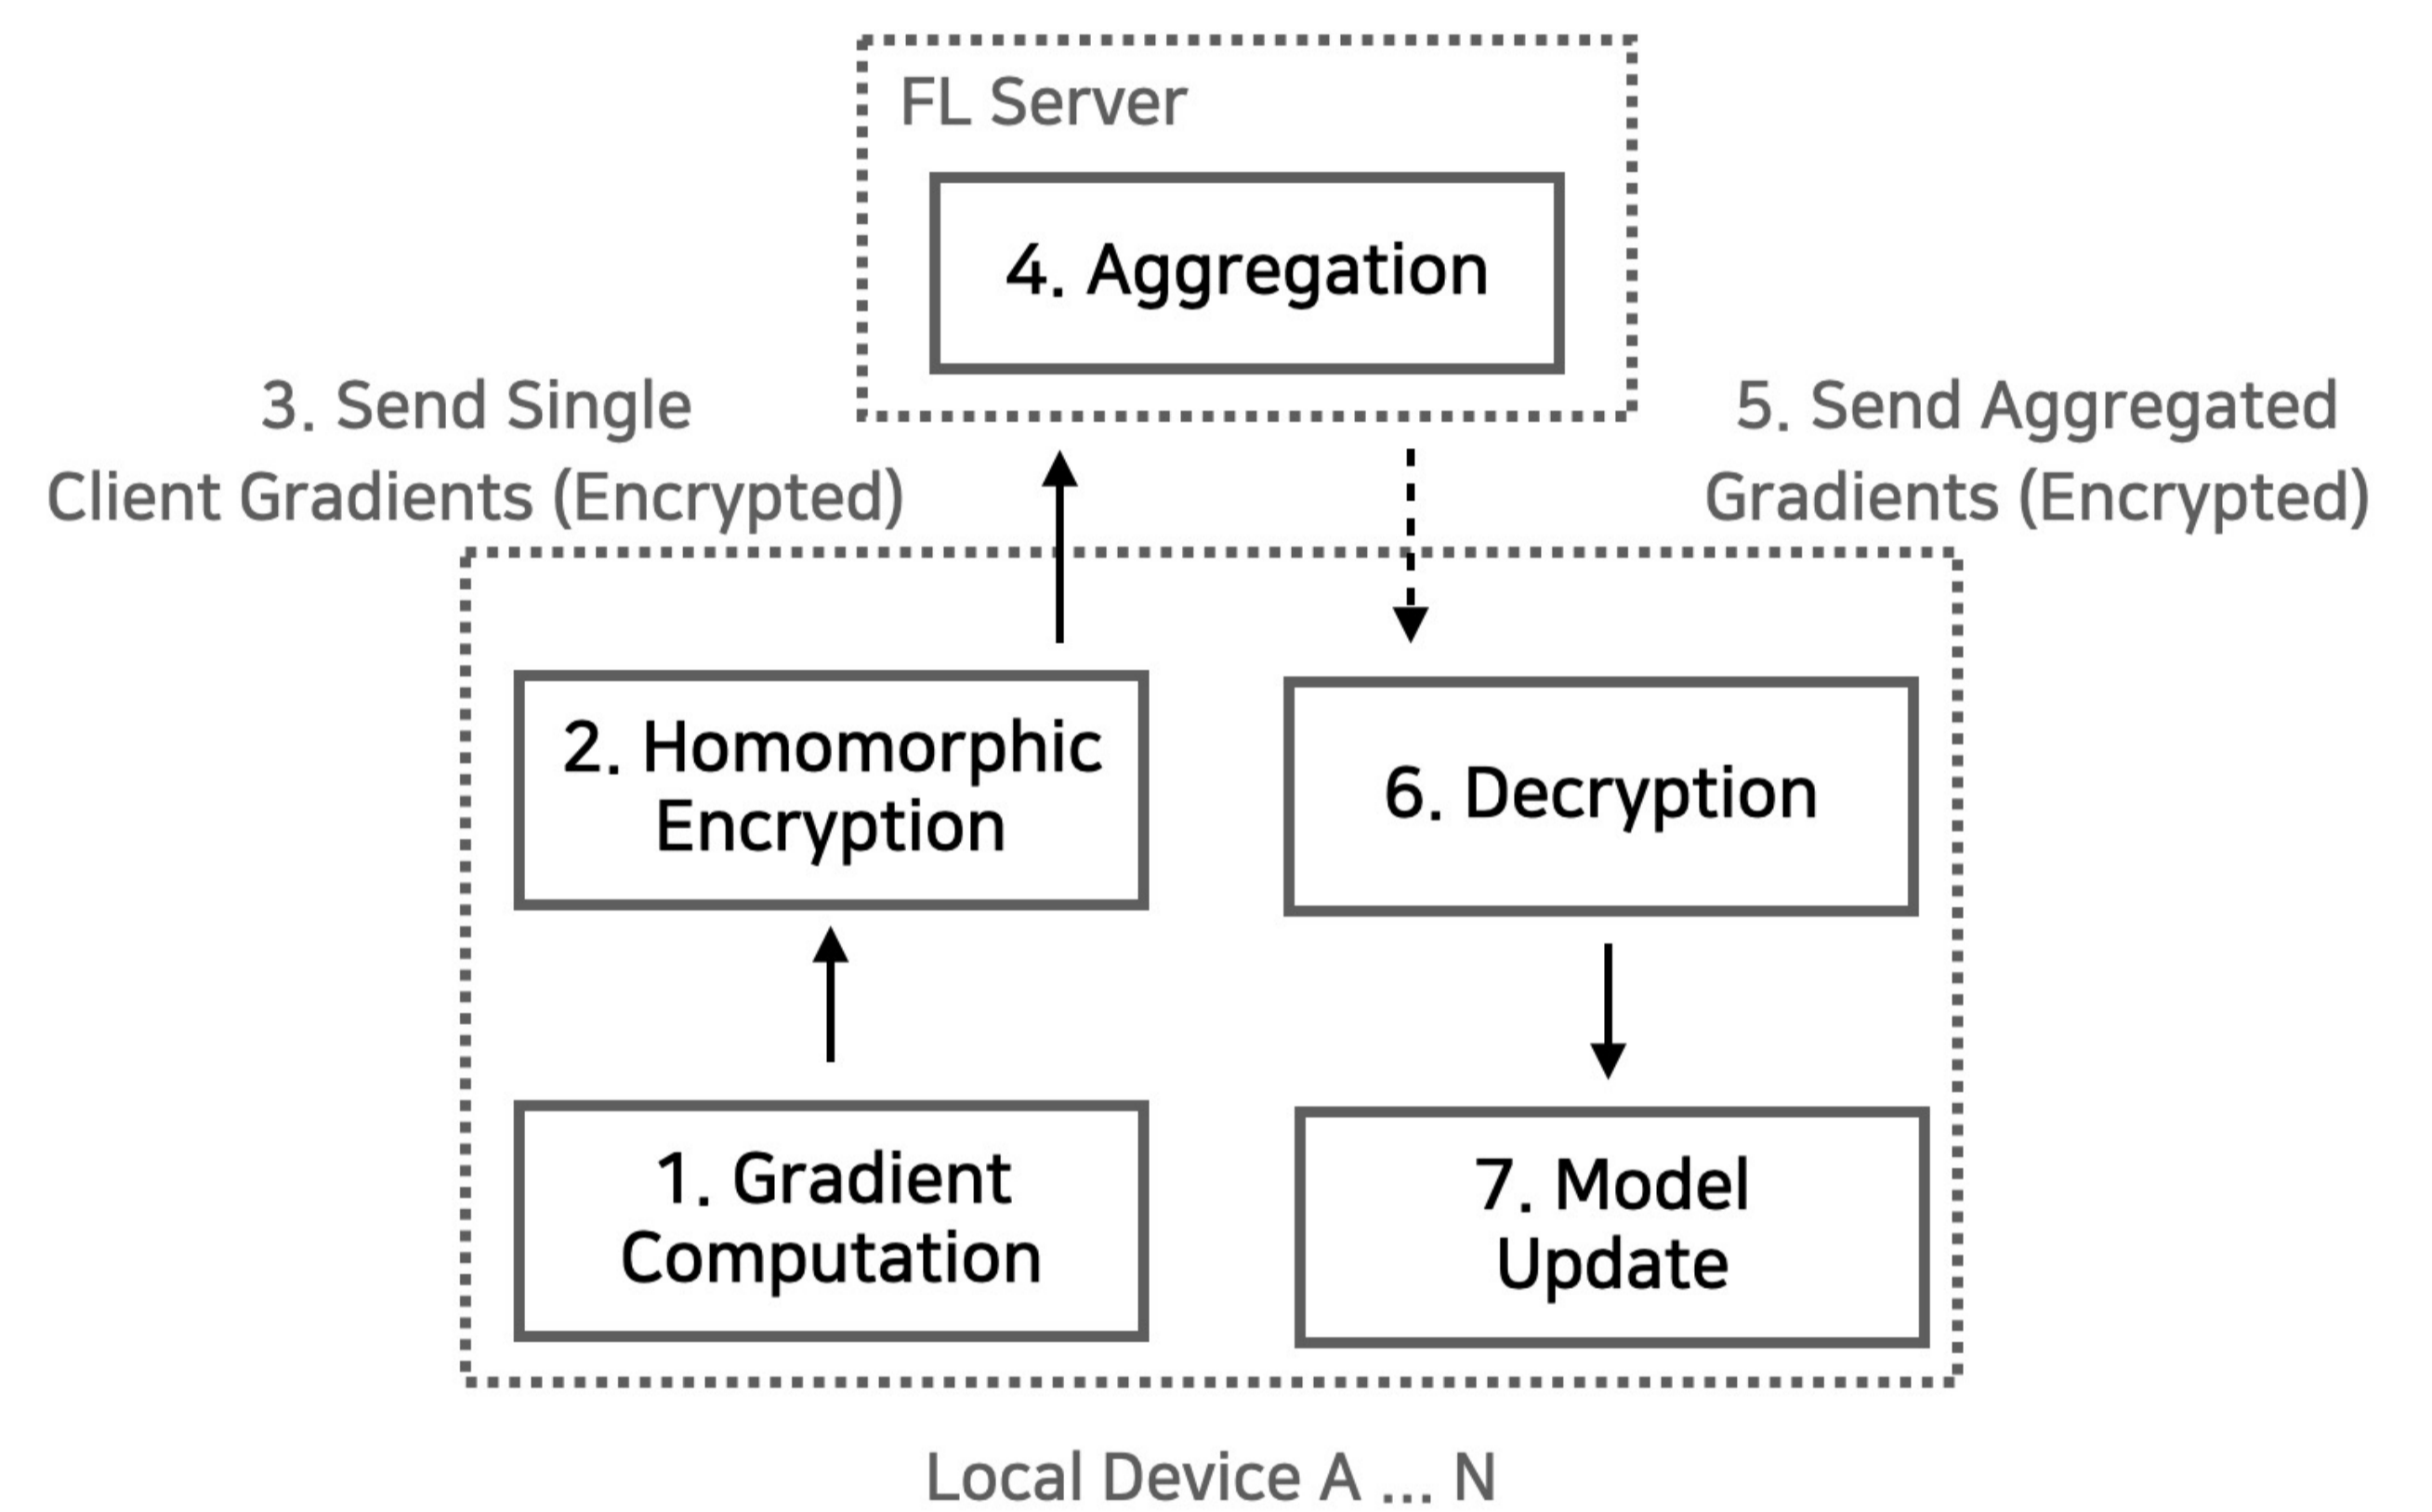 FL Server
4. Aggregation
3. Send Single
Client Gradients (Encrypted)
5. Send Aggregated
Gradients (Encrypted)
2. Homomorphic
Encryption
6. Decryption
1. Gradient
Computation
7. Model
Update
Local Device A ... N